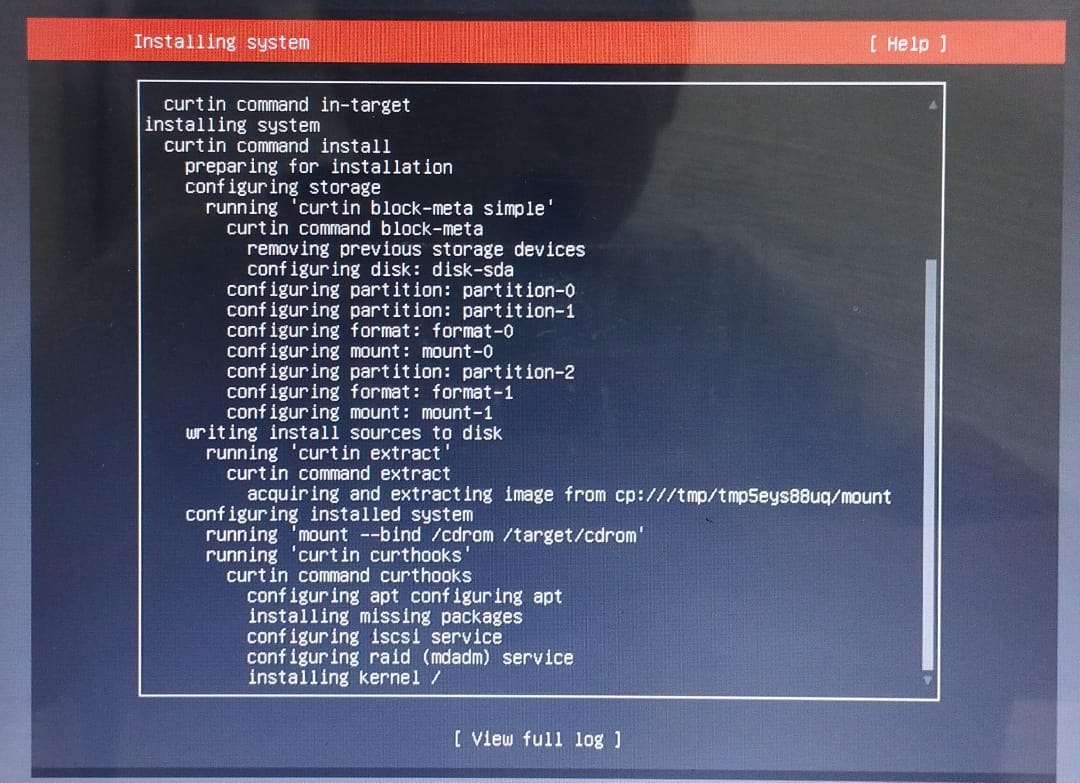 Installing system [ Help ]
curtin command in-target
installing system
curtin command install
preparing for installation
configuring storage
running 'curtin block-meta simple'
curtin command block-meta
removing previous storage devices
configuring disk: disk-sda
configuring partition: partition-0
configuring partition: partition-1
configuring format: format-0
configuring mount: mount-0
configuring partition: partition-2
configuring format: format-1
configuring mount: mount-1
writing install sources to disk
running 'curtin extract'
curtin command extract
acquiring and extracting image from cp:///tmp/tmp5eys88uq/mount
configuring installed system
running 'mount --bind /cdrom /target/cdrom'
running 'curtin curthooks'
curtin command curthooks
configuring apt configuring apt
installing missing packages
configuring iscsi service
configuring raid (mdadm) service
installing kernel /
[ View full log ]